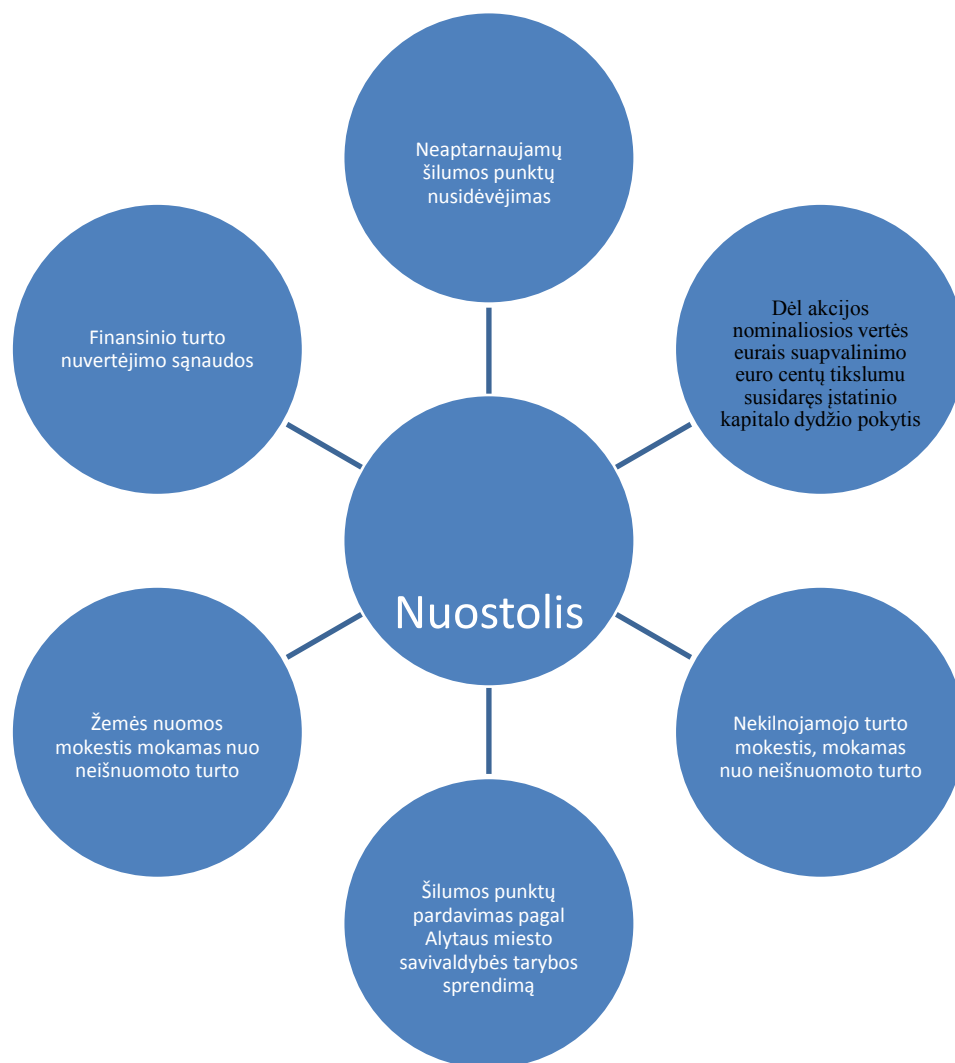 Neaptarnaujamų
šilumos punktų
nusidėvėjimas
Finansinio turto
nuvertėjimo sąnaudos
Dėl akcijos
nominaliosios vertės
eurais suapvalinimo
euro centų tikslumu
susidaręs įstatinio
kapitalo dydžio pokytis
Nuostolis
Žemės nuomos
mokestis mokamas nuo
neišnuomoto turto
Nekilnojamojo turto
mokestis, mokamas
nuo neišnuomoto turto
Šilumos punktų
pardavimas pagal
Alytaus miesto
savivaldybės tarybos
sprendimą